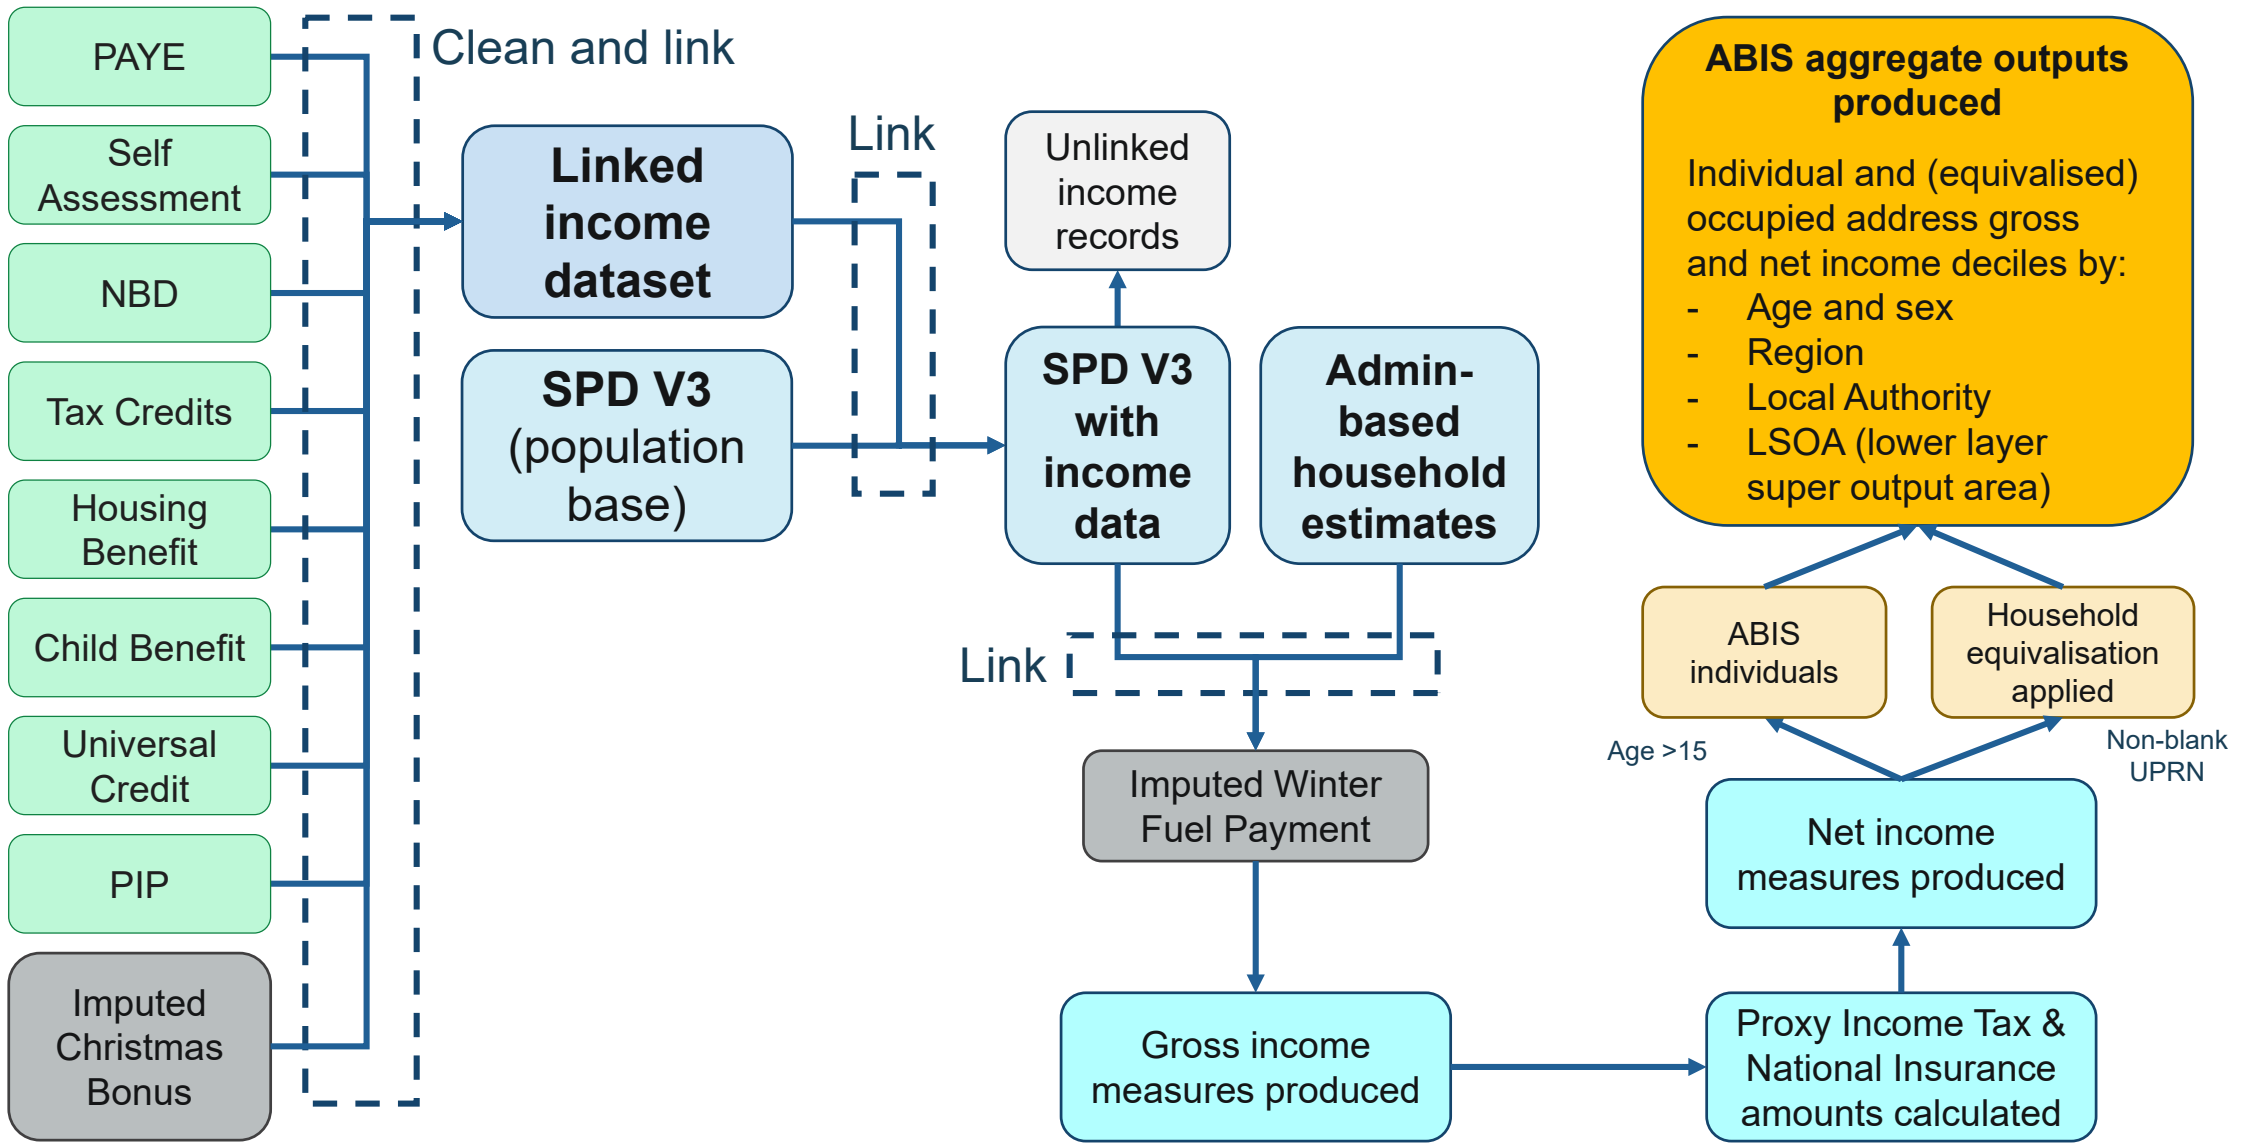 PAYE
Self
Assessment
NBD
Tax Credits
Housing
Benefit
Child Benefit
Universal
Credit
PIP
Imputed
Christmas
Bonus
Clean and link
Linked
income
dataset
SPD V3
(population
base)
Link
Unlinked
income
records
SPD V3
with
income
data
Admin-
based
household
estimates
Link
Imputed Winter
Fuel Payment
Gross income
measures produced
Proxy Income Tax &
National Insurance
amounts calculated
Net income
measures produced
Age >15
Non-blank
UPRN
ABIS
individuals
Household
equivalisation
applied
ABIS aggregate outputs
produced
Individual and (equivalised)
occupied address gross
and net income deciles by:
- Age and sex
- Region
- Local Authority
- LSOA (lower layer
super output area)